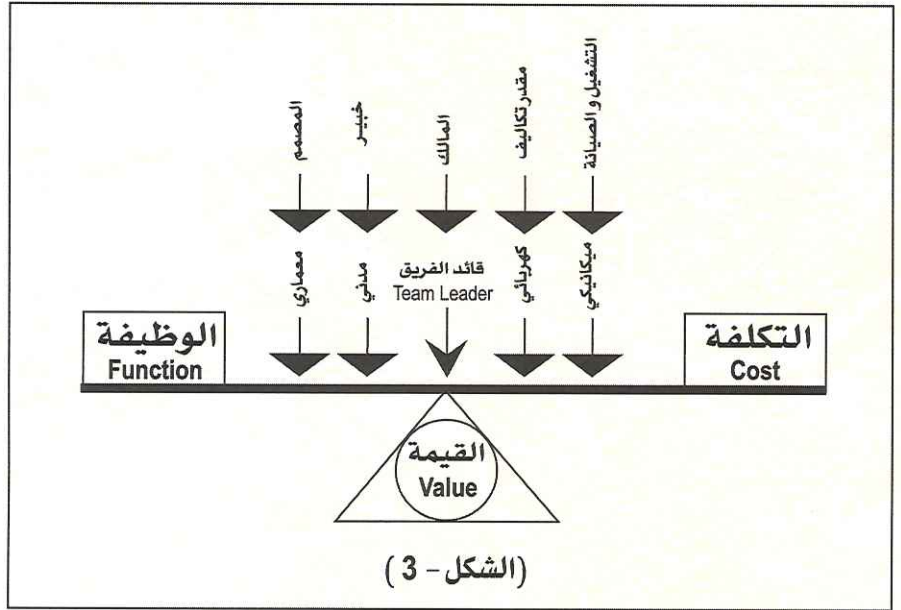 المصمم
خبير
المالك
مقدر تكاليف
التشغيل و الصيانة
معماري
مدني
قائد الفريق
Team Leader
كهربائي
ميكانيكي
الوظيفة
Function
التكلفة
Cost
القيمة
Value
(الشكل - 3)